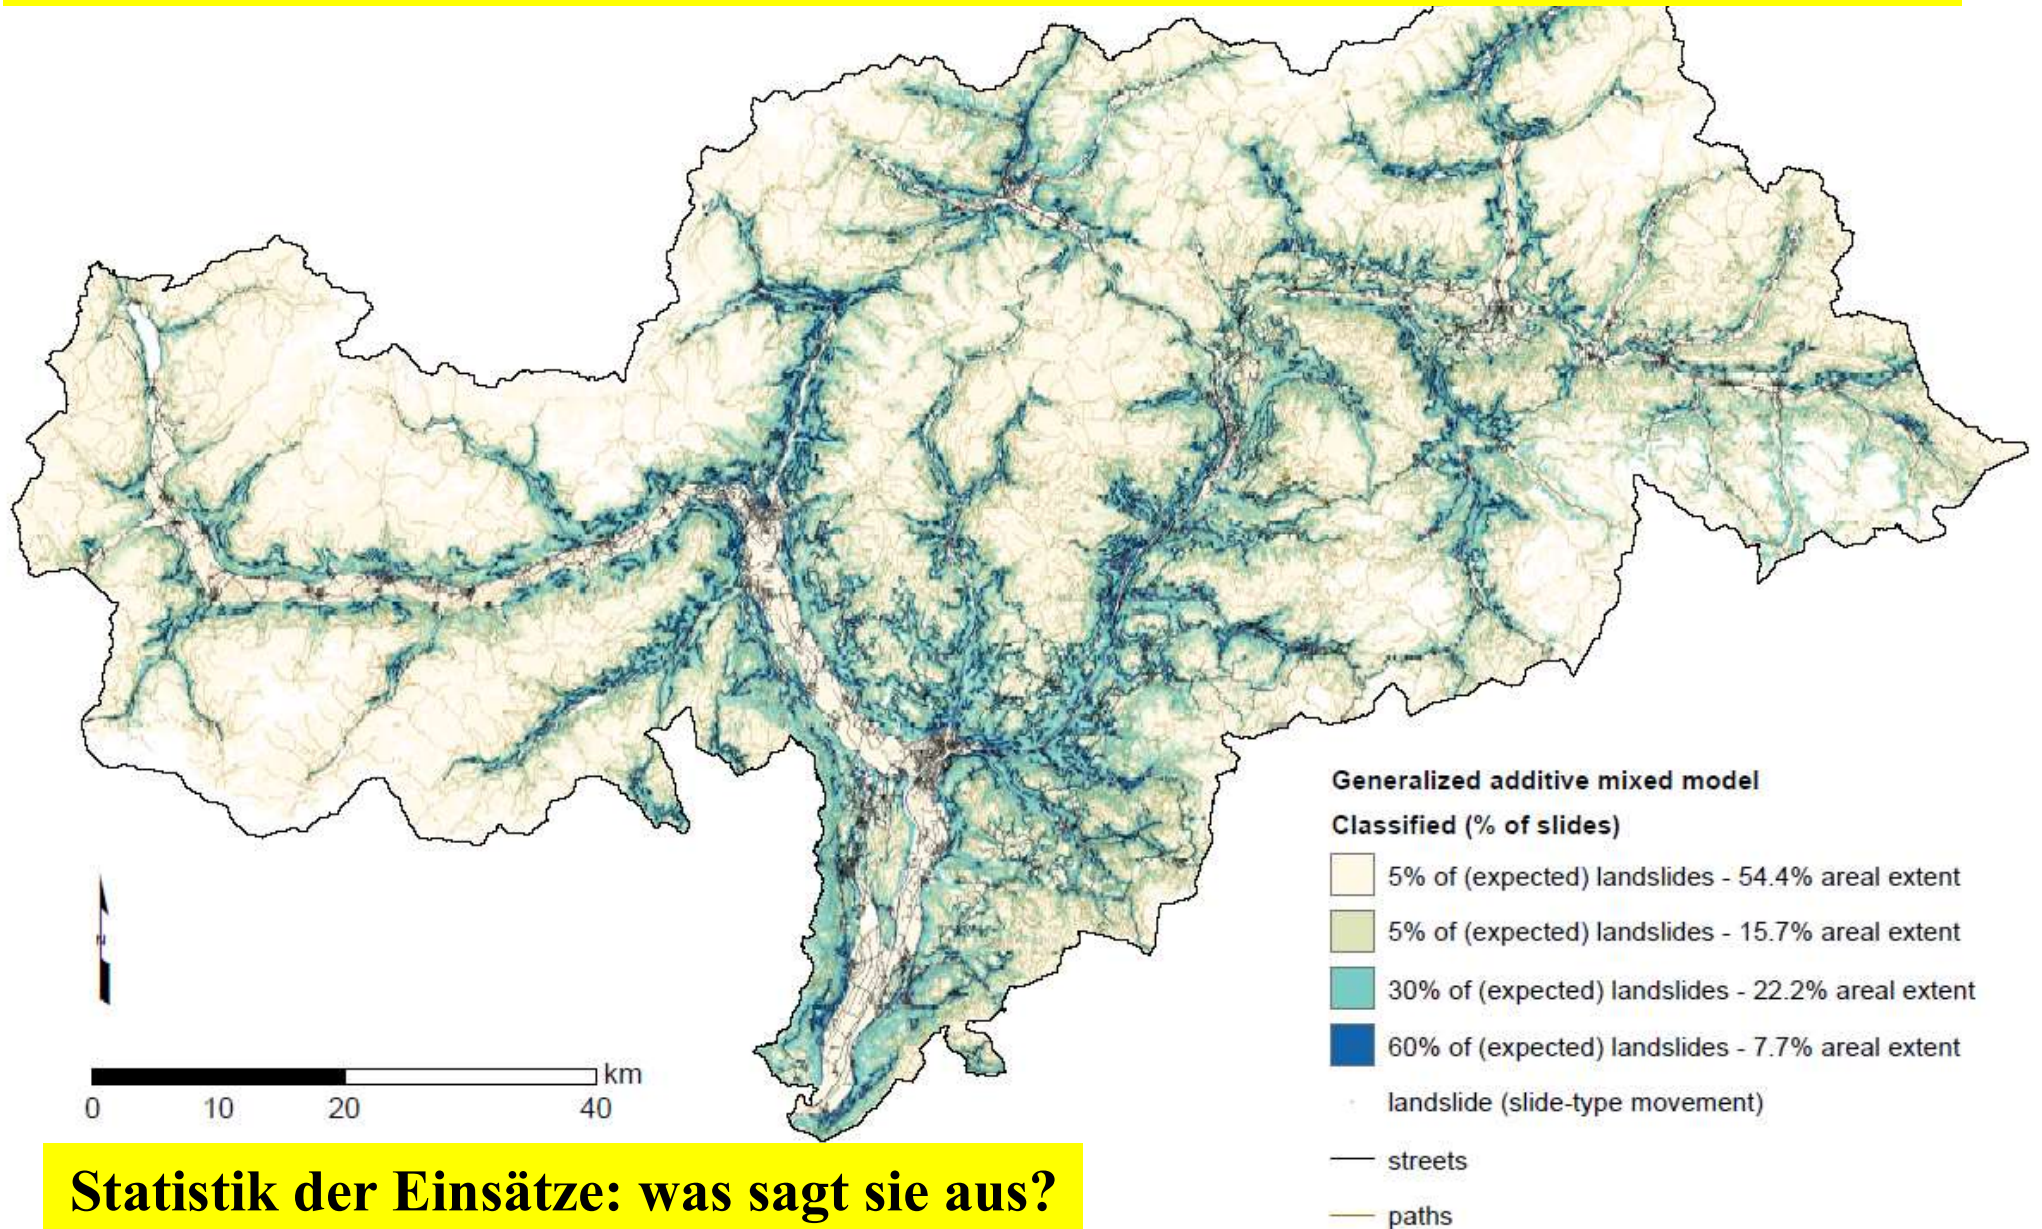 Generalized additive mixed model
Classified (% of slides)
5% of (expected) landslides - 54.4% areal extent
5% of (expected) landslides - 15.7% areal extent
30% of (expected) landslides - 22.2% areal extent
60% of (expected) landslides - 7.7% areal extent
landslide (slide-type movement)
streets
paths
N
km
0 10 20 40
Statistik der Einsätze: was sagt sie aus?